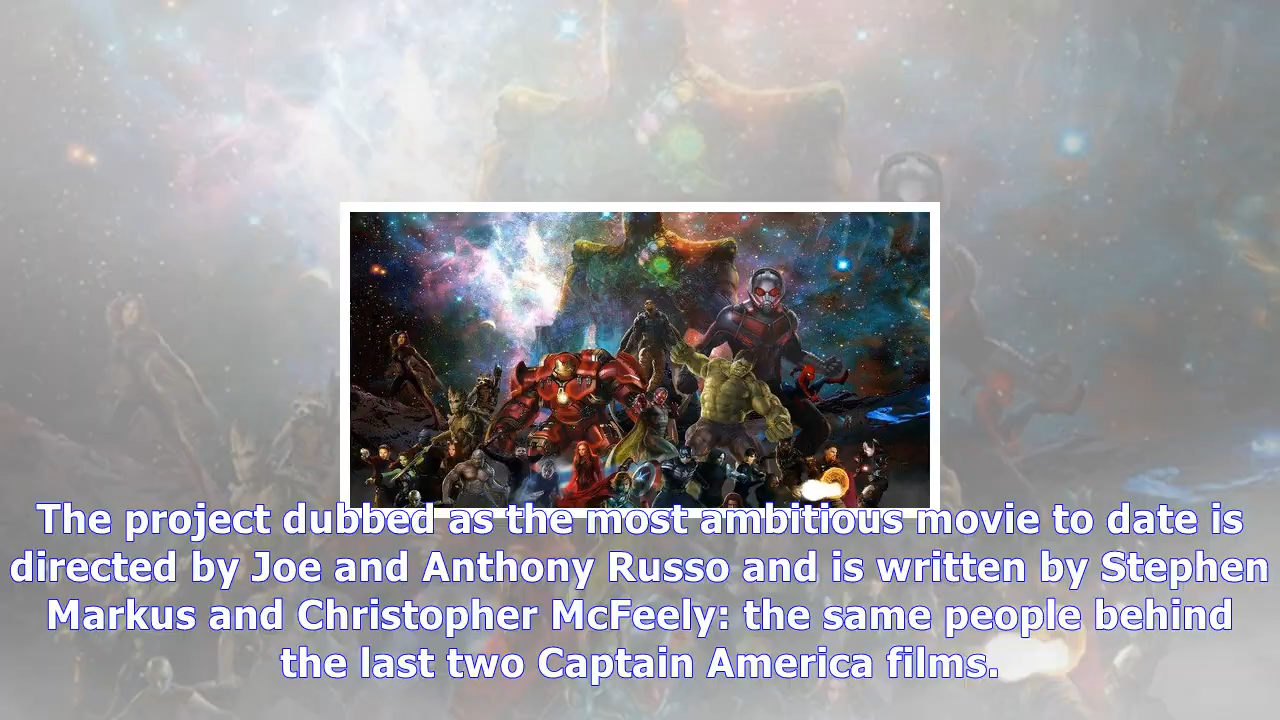 The project dubbed as the most ambitious movie to date is
directed by Joe and Anthony Russo and is written by Stephen
Markus and Christopher McFeely: the same people behind
the last two Captain America films.